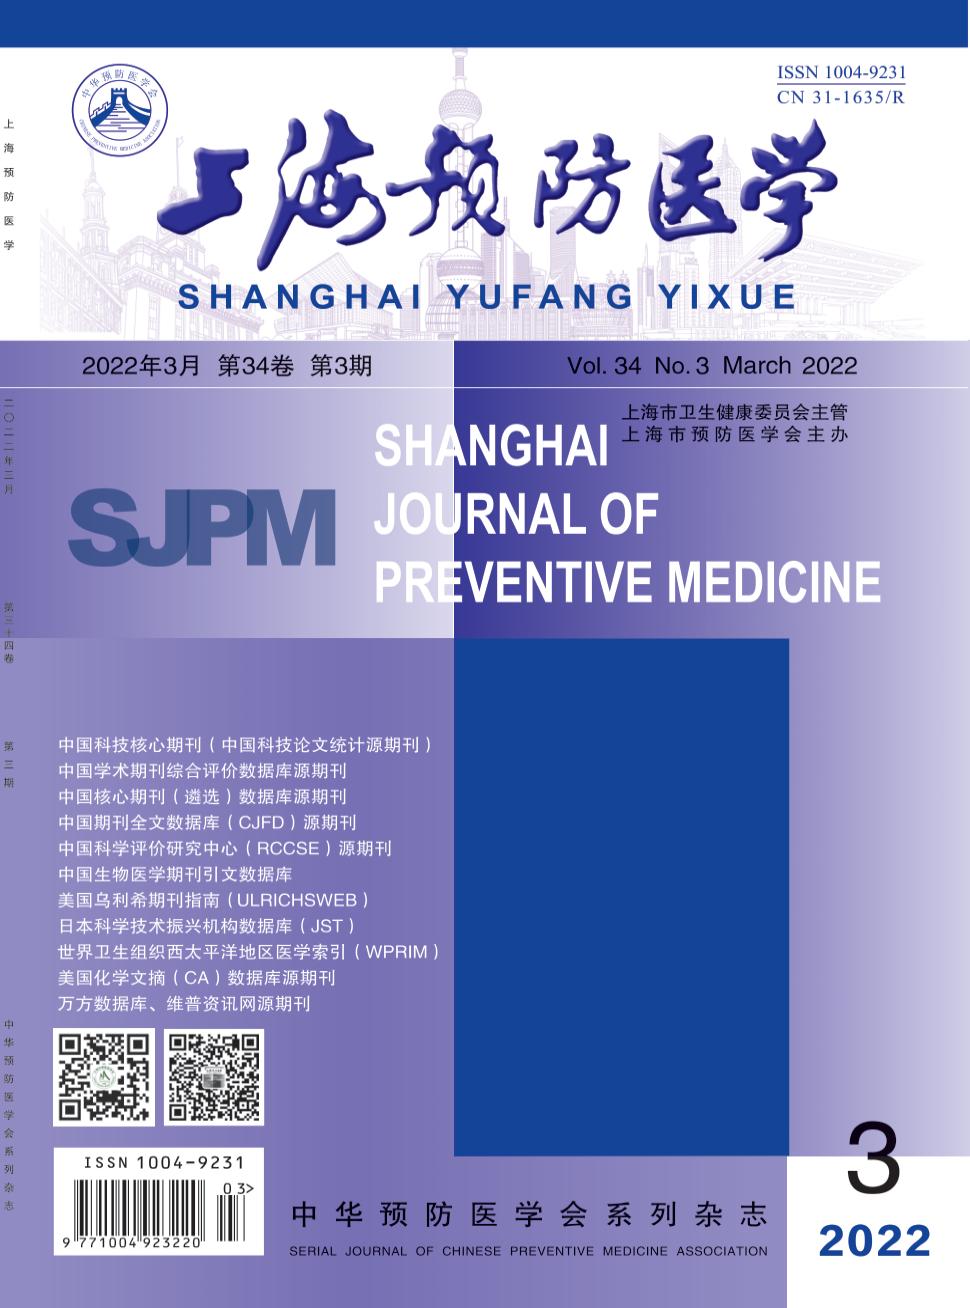 ISSN 1004-9231
CN 31-1635/R
中华预防医学会
CHINESE PREVENTIVE MEDICINE ASSOCIATION
上海预防医学
SHANGHAI YUFANG YIXUE
2022年3月 第34卷 第3期
Vol. 34 No.3 March 2022
上海市卫生健康委员会主管
上海市预防医学会主办
SJPM
SHANGHAI
JOURNAL OF
PREVENTIVE MEDICINE
中国科技核心期刊（中国科技论文统计源期刊）
中国学术期刊综合评价数据库源期刊
中国核心期刊（遴选）数据库源期刊
中国期刊全文数据库（CJFD）源期刊
中国科学评价研究中心（RCCSE）源期刊
中国生物医学期刊引文数据库
美国乌利希期刊指南（ULRICHSWEB）
日本科学技术振兴机构数据库（JST）
世界卫生组织西太平洋地区医学索引（WPRIM）
美国化学文摘（CA）数据库源期刊
万方数据库、维普资讯网源期刊
ISSN 1004-9231
03>
9 771004 923220
中华预防医学会系列杂志
SERIAL JOURNAL OF CHINESE PREVENTIVE MEDICINE ASSOCIATION
3
2022
上海预防医学
二〇二二年三月
第三十四卷
第三期
中华预防医学会系列杂志